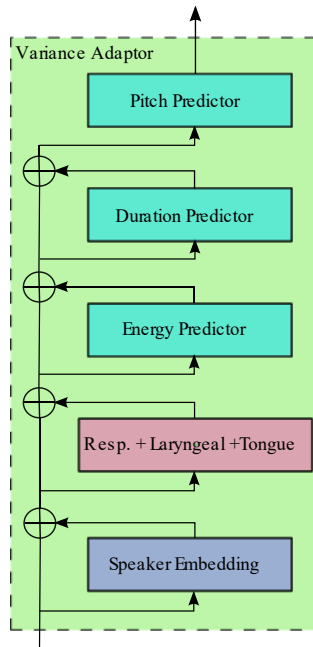 Variance Adaptor
Pitch Predictor
Duration Predictor
Energy Predictor
Resp. + Laryngeal +Tongue
Speaker Embedding